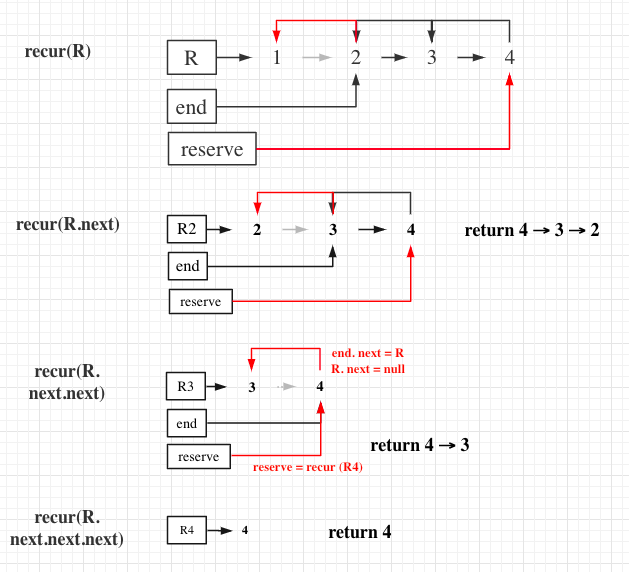 recur(R)
R 1 2 3 4
end
reserve
recur(R.next)
R2 2 3 4 return 4 → 3 → 2
end
reserve
recur(R.
next.next)
end. next = R
R. next = null
R3 3 4
end
reserve
return 4 → 3
reserve = recur (R4)
recur(R.
next.next.next)
R4 4 return 4